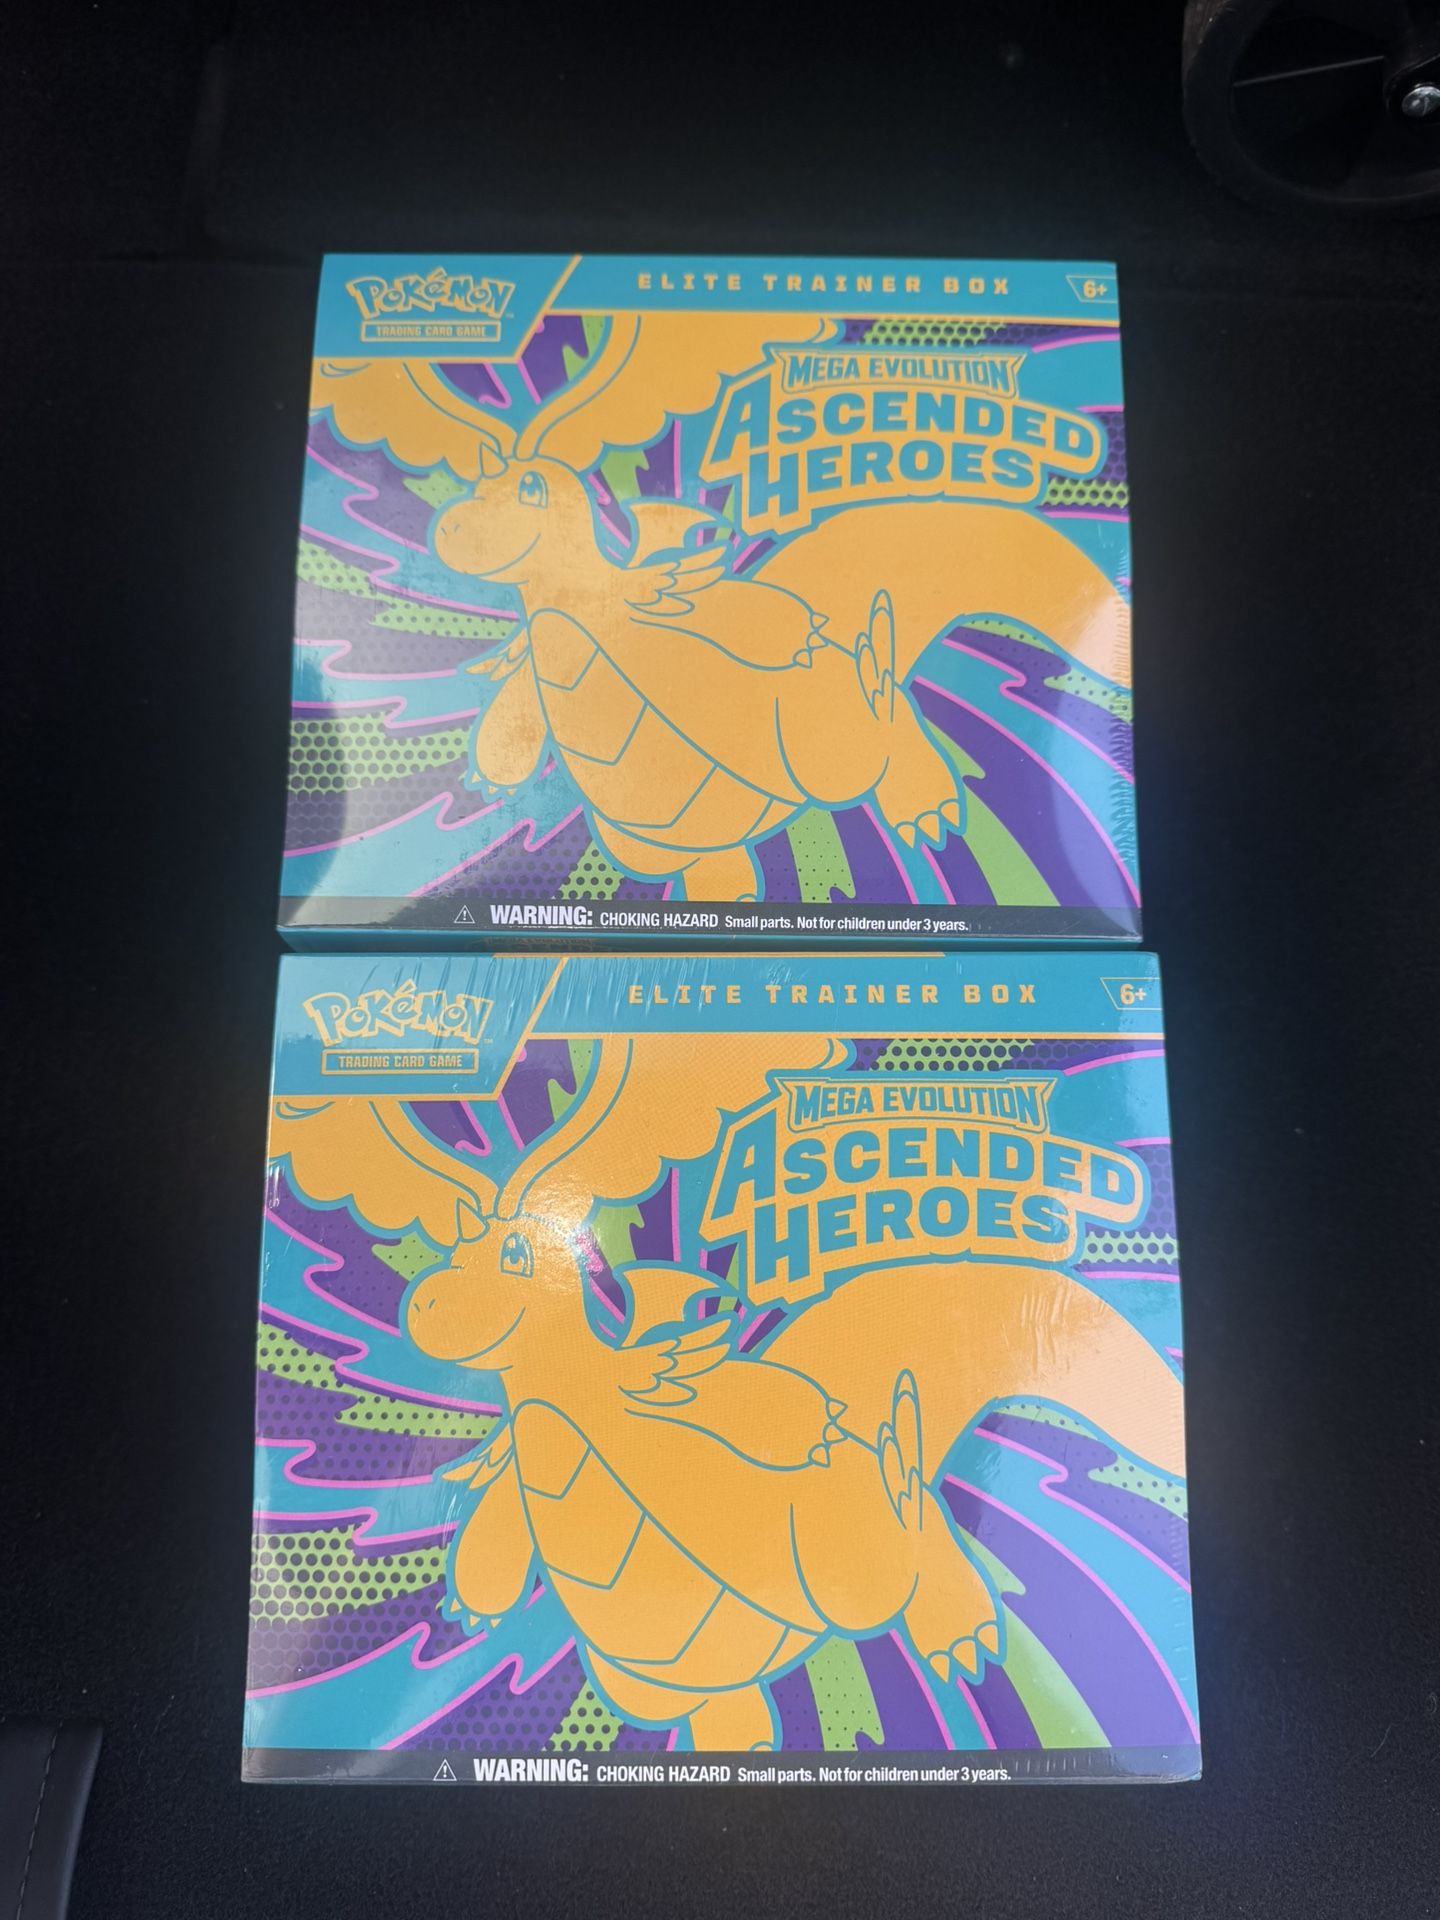 POKéMON
TRADING CARD GAME
ELITE TRAINER BOX
6+
MEGA EVOLUTION
ASCENDED
HEROES
WARNING: CHOKING HAZARD Small parts. Not for children under 3 years.
POKéMON
TRADING CARD GAME
ELITE TRAINER BOX
6+
MEGA EVOLUTION
ASCENDED
HEROES
WARNING: CHOKING HAZARD Small parts. Not for children under 3 years.